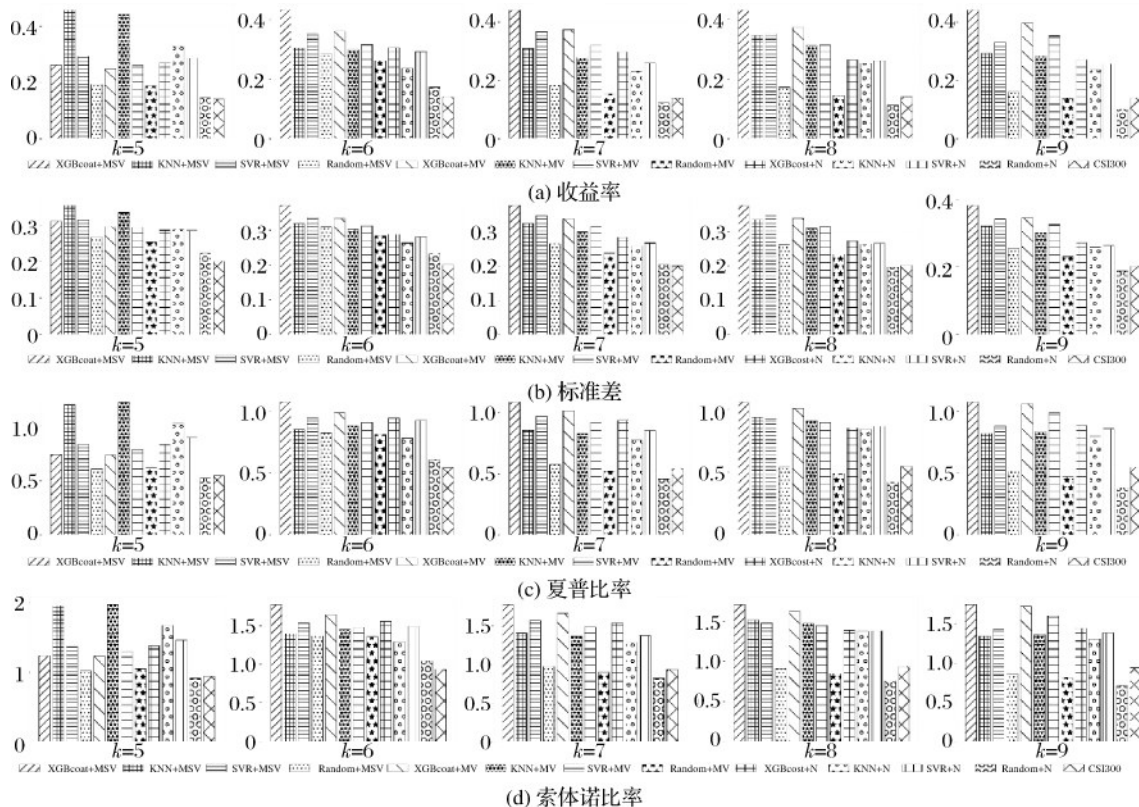 0.4 0.4 0.4 0.4 0.4
0.2 0.2 0.2 0.2 0.2
0 0 0 0 0
k=5 k=6 k=7 k=8 k=9
XGBcoat+MSV KNN+MSV SVR+MSV Random+MSV XGBcoat+MV KNN+MV SVR+MV Random+MV XGBcost+N KNN+N SVR+N Random+N CSI300
(a) 收益率
0.3 0.3 0.3 0.3 0.4
0.2 0.2 0.2 0.2 0.2
0.1 0.1 0.1 0.1
0 0 0 0 0
k=5 k=6 k=7 k=8 k=9
XGBcoat+MSV KNN+MSV SVR+MSV Random+MSV XGBcoat+MV KNN+MV SVR+MV Random+MV XGBcost+N KNN+N SVR+N Random+N CSI300
(b) 标准差
1.0 1.0 1.0 1.0 1.0
0.5 0.5 0.5 0.5 0.5
0 0 0 0 0
k=5 k=6 k=7 k=8 k=9
XGBcoat+MSV KNN+MSV SVR+MSV Random+MSV XGBcoat+MV KNN+MV SVR+MV Random+MV XGBcost+N KNN+N SVR+N Random+N CSI300
(c) 夏普比率
2 1.5 1.5 1.5 1.5
1 1.0 1.0 1.0 1.0
0.5 0.5 0.5 0.5
0 0 0 0 0
k=5 k=6 k=7 k=8 k=9
XGBcoat+MSV KNN+MSV SVR+MSV Random+MSV XGBcoat+MV KNN+MV SVR+MV Random+MV XGBcost+N KNN+N SVR+N Random+N CSI300
(d) 索体诺比率